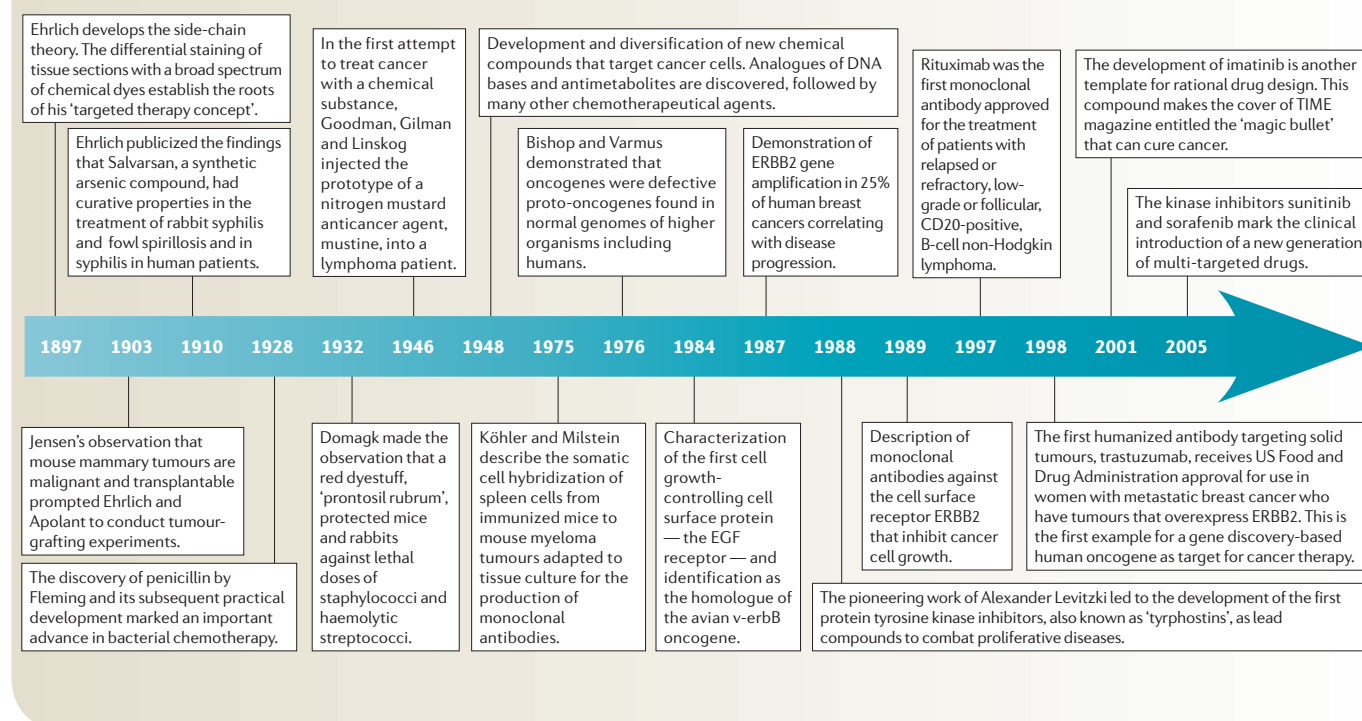 Ehrlich develops the side-chain
theory. The differential staining of
tissue sections with a broad spectrum
of chemical dyes establish the roots
of his 'targeted therapy concept'.
Ehrlich publicized the findings
that Salvarsan, a synthetic
arsenic compound, had
curative properties in the
treatment of rabbit syphilis
and fowl spirillosis and in
syphilis in human patients.
In the first attempt
to treat cancer
with a chemical
substance,
Goodman, Gilman
and Linskog
injected the
prototype of a
nitrogen mustard
anticancer agent,
mustine, into a
lymphoma patient.
Development and diversification of new chemical
compounds that target cancer cells. Analogues of DNA
bases and antimetabolites are discovered, followed by
many other chemotherapeutical agents.
Bishop and Varmus
demonstrated that
oncogenes were defective
proto-oncogenes found in
normal genomes of higher
organisms including
humans.
Demonstration of
ERBB2 gene
amplification in 25%
of human breast
cancers correlating
with disease
progression.
Rituximab was the
first monoclonal
antibody approved
for the treatment
of patients with
relapsed or
refractory, low-
grade or follicular,
CD20-positive,
B-cell non-Hodgkin
lymphoma.
The development of imatinib is another
template for rational drug design. This
compound makes the cover of TIME
magazine entitled the 'magic bullet'
that can cure cancer.
The kinase inhibitors sunitinib
and sorafenib mark the clinical
introduction of a new generation
of multi-targeted drugs.
1897 1903 1910 1928 1932 1946 1948 1975 1976 1984 1987 1988 1989 1997 1998 2001 2005
Jensen's observation that
mouse mammary tumours are
malignant and transplantable
prompted Ehrlich and
Apolant to conduct tumour-
grafting experiments.
The discovery of penicillin by
Fleming and its subsequent practical
development marked an important
advance in bacterial chemotherapy.
Domagk made the
observation that a
red dyestuff,
'prontosil rubrum',
protected mice
and rabbits
against lethal
doses of
staphylococci and
haemolytic
streptococci.
Köhler and Milstein
describe the somatic
cell hybridization of
spleen cells from
immunized mice to
mouse myeloma
tumours adapted to
tissue culture for the
production of
monoclonal
antibodies.
Characterization
of the first cell
growth-
controlling cell
surface protein
— the EGF
receptor — and
identification as
the homologue of
the avian v-erbB
oncogene.
Description of
monoclonal
antibodies against
the cell surface
receptor ERBB2
that inhibit cancer
cell growth.
The first humanized antibody targeting solid
tumours, trastuzumab, receives US Food and
Drug Administration approval for use in
women with metastatic breast cancer who
have tumours that overexpress ERBB2. This is
the first example for a gene discovery-based
human oncogene as target for cancer therapy.
The pioneering work of Alexander Levitzki led to the development of the first
protein tyrosine kinase inhibitors, also known as 'tyrphostins', as lead
compounds to combat proliferative diseases.